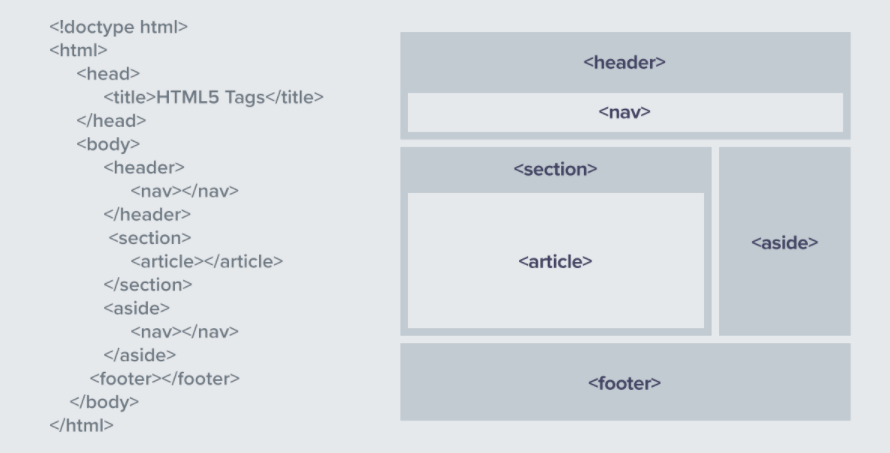 <!doctype html>
<html>
<head>
<title>HTML5 Tags</title>
</head>
<body>
<header>
<nav></nav>
</header>
<section>
<article></article>
</section>
<aside>
<nav></nav>
</aside>
<footer></footer>
</body>
</html>
<header>
<nav>
<section>
<article>
<aside>
<footer>